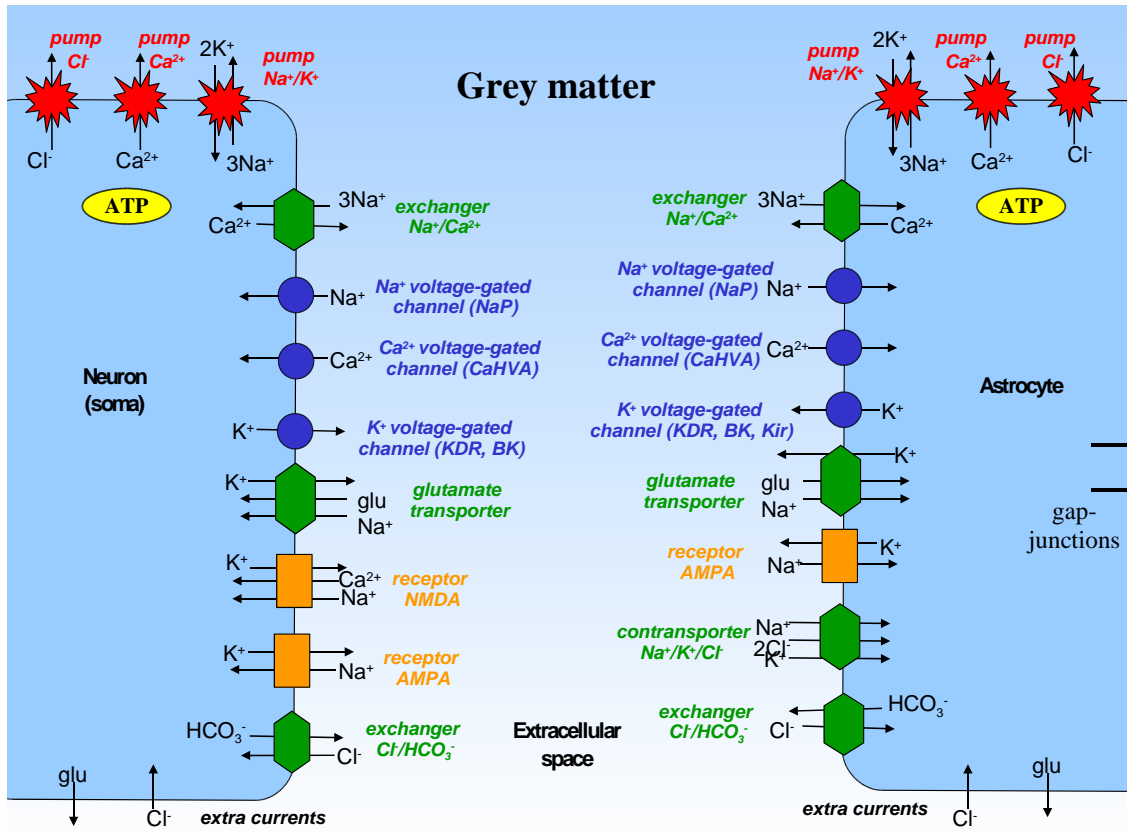 Grey matter
pump
Cl⁻
pump
Ca²⁺
2K⁺
pump
Na⁺/K⁺
Cl⁻
Ca²⁺
3Na⁺
ATP
3Na⁺
Ca²⁺
exchanger
Na⁺/Ca²⁺
Na⁺
Na⁺ voltage-gated
channel (NaP)
Ca²⁺
Ca²⁺ voltage-gated
channel (CaHVA)
Neuron
(soma)
K⁺
K⁺ voltage-gated
channel (KDR, BK)
K⁺
glu
Na⁺
glutamate
transporter
K⁺
Ca²⁺
Na⁺
receptor
NMDA
K⁺
Na⁺
receptor
AMPA
HCO₃⁻
Cl⁻
exchanger
Cl⁻/HCO₃⁻
glu
Cl⁻
extra currents
Extracellular
space
pump
Na⁺/K⁺
2K⁺
pump
Ca²⁺
pump
Cl⁻
3Na⁺
Ca²⁺
Cl⁻
ATP
exchanger
Na⁺/Ca²⁺
3Na⁺
Ca²⁺
Na⁺ voltage-gated
channel (NaP)
Na⁺
Ca²⁺ voltage-gated
channel (CaHVA)
Ca²⁺
Astrocyte
K⁺ voltage-gated
channel (KDR, BK, Kir)
K⁺
glutamate
transporter
K⁺
glu
Na⁺
gap-
junctions
receptor
AMPA
K⁺
Na⁺
contransporter
Na⁺/K⁺/Cl⁻
Na⁺
2Cl⁻
K⁺
exchanger
Cl⁻/HCO₃⁻
HCO₃⁻
Cl⁻
extra currents
Cl⁻
glu